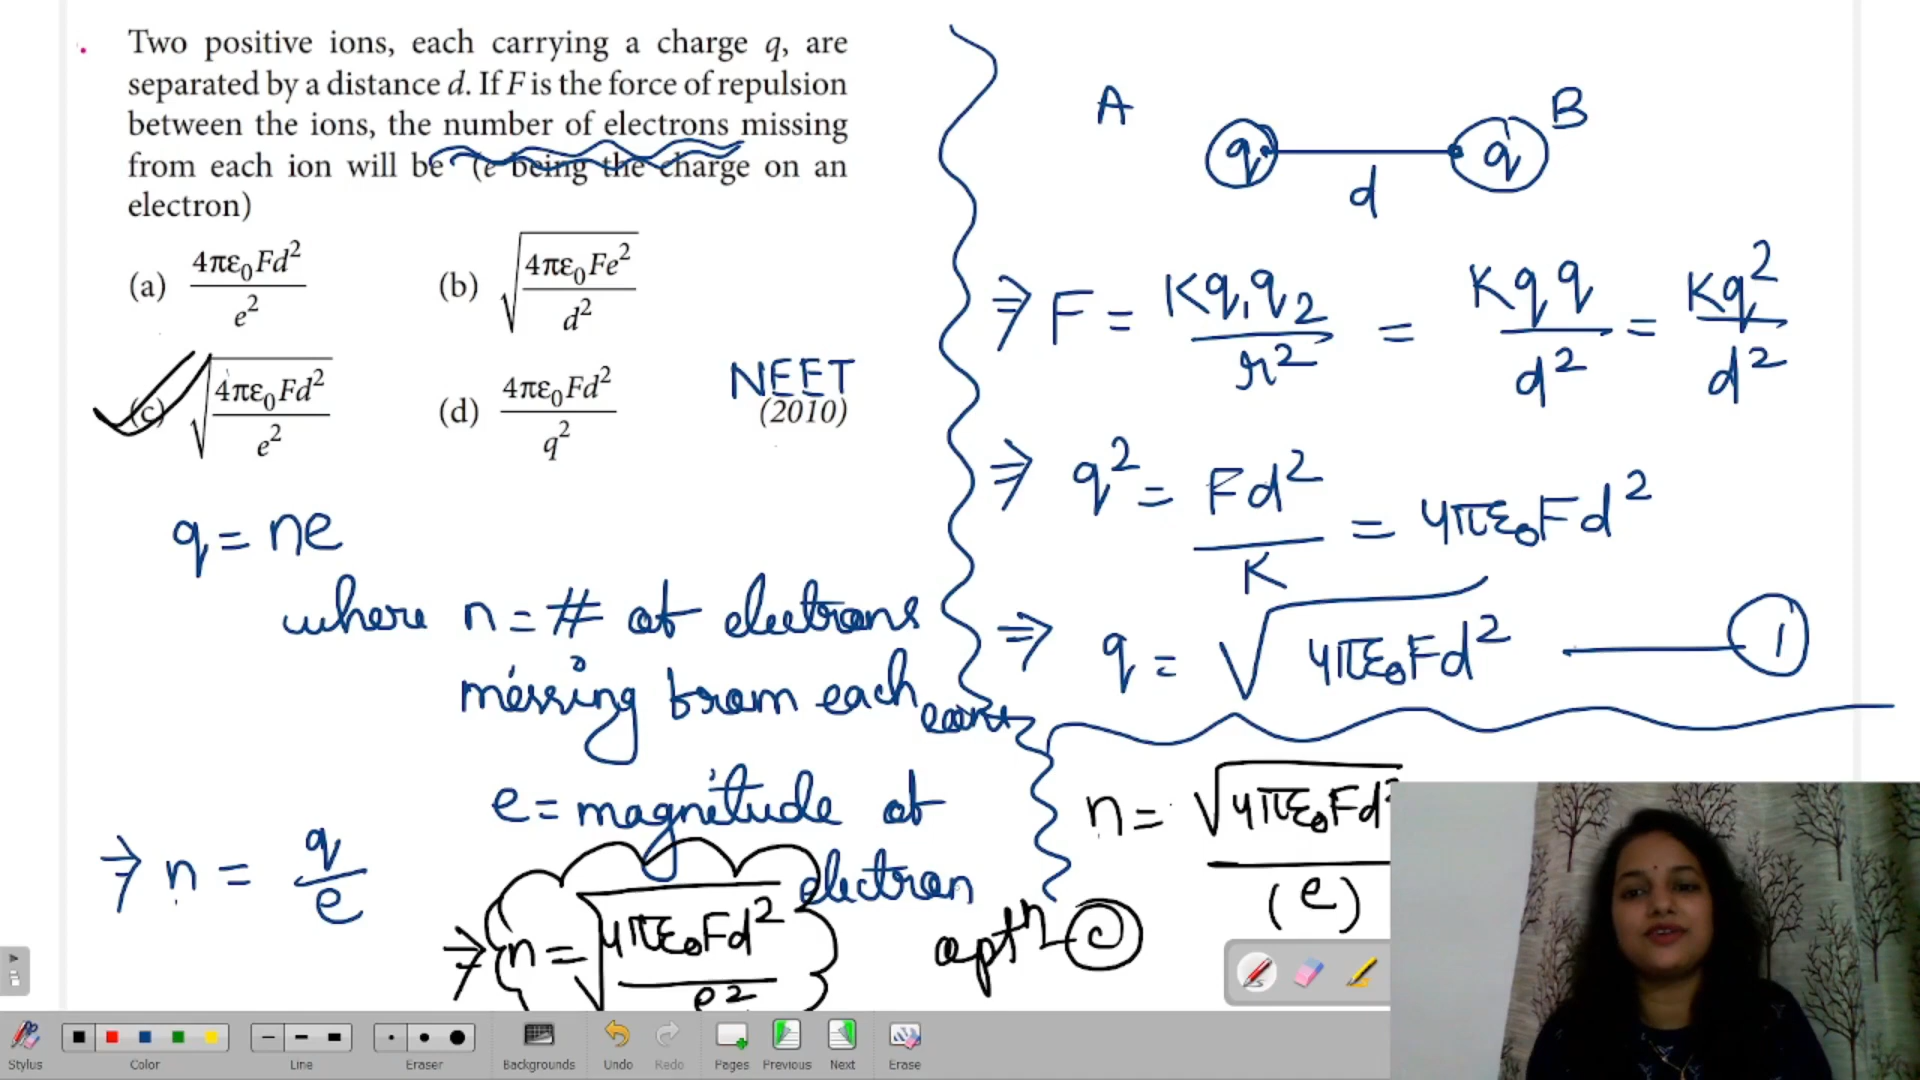 Two positive ions, each carrying a charge q, are
separated by a distance d. If F is the force of repulsion
between the ions, the number of electrons missing
from each ion will be (e being the charge on an
electron)
(a) 4πε₀Fd² / e²
(b) √(4πε₀Fe² / d²)
(c) √(4πε₀Fd² / e²)
(d) 4πε₀Fd² / q²
NEET
(2010)
q = ne
where n = # of electrons
missing from each
e = magnitude of
electron
⇒ n = q/e
⇒ n = √(4πε₀Fd² / e²)
optⁿ c
A q d q B
⇒ F = Kq₁q₂ / r² = Kqq / d² = Kq² / d²
⇒ q² = Fd² / K = 4πε₀Fd²
⇒ q = √4πε₀Fd² — 1
n = √4πε₀Fd² / (e)
Stylus
Color
Line
Eraser
Backgrounds
Undo
Redo
Pages
Previous
Next
Erase